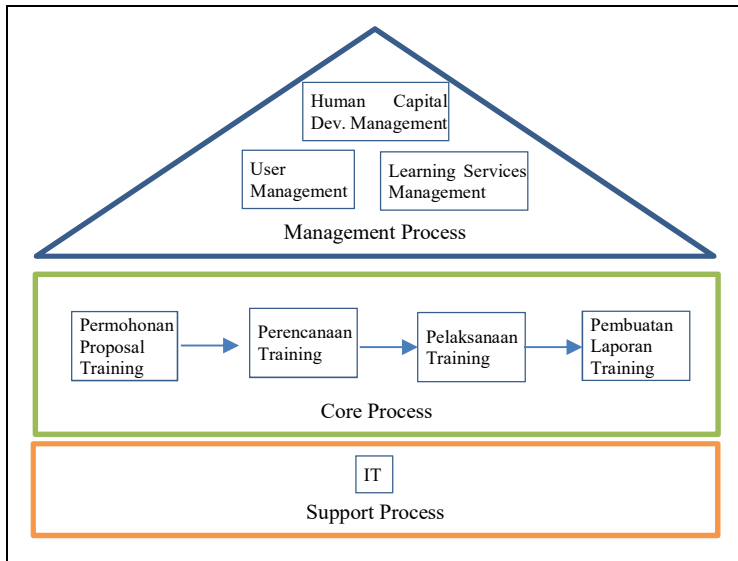 Human Capital
Dev. Management
User
Management
Learning Services
Management
Management Process
Permohonan
Proposal
Training
Perencanaan
Training
Pelaksanaan
Training
Pembuatan
Laporan
Training
Core Process
IT
Support Process